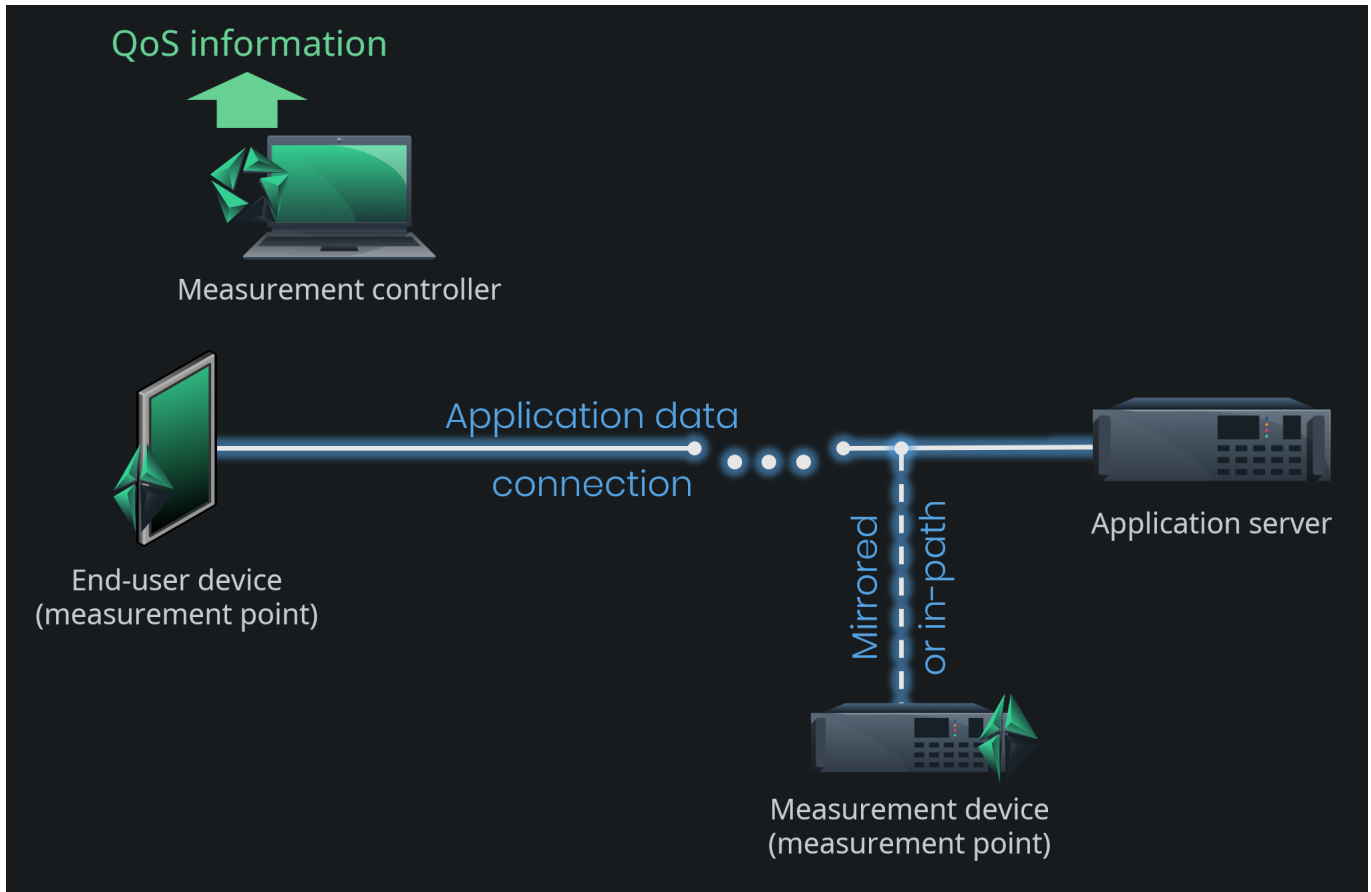 QoS information
Measurement controller
Application data
connection
Application server
Mirrored
or in-path
End-user device
(measurement point)
Measurement device
(measurement point)